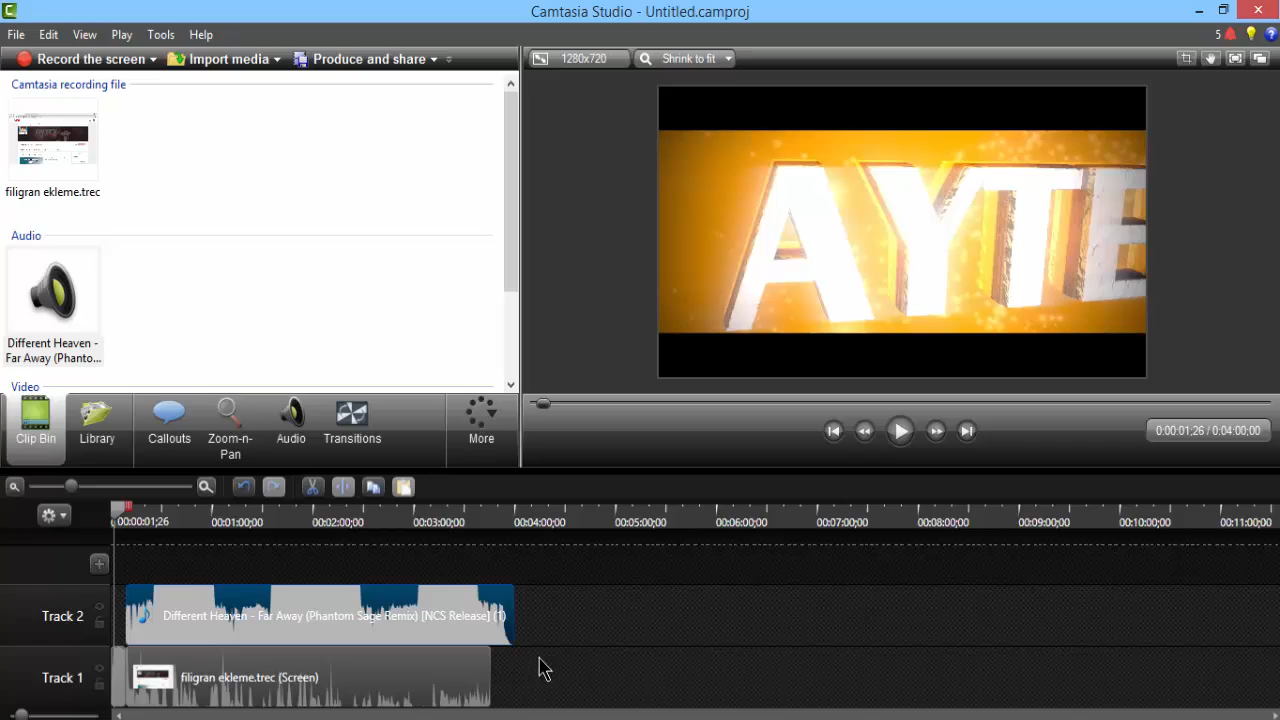 Camtasia Studio - Untitled.camproj
File Edit View Play Tools Help
5
Record the screen Import media Produce and share
1280x720 Shrink to fit
Camtasia recording file
filigran ekleme.trec
Audio
Different Heaven -
Far Away (Phanto...
Video
AYTE
Clip Bin Library Callouts Zoom-n-
Pan Audio Transitions More
0:00:01;26 / 0:04:00;00
00:00:01;26 00:01:00;00 00:02:00;00 00:03:00;00 00:04:00;00 00:05:00;00 00:06:00;00 00:07:00;00 00:08:00;00 00:09:00;00 00:10:00;00 00:11:00;00
Track 2 Different Heaven - Far Away (Phantom Sage Remix) [NCS Release] (1)
Track 1 filigran ekleme.trec (Screen)